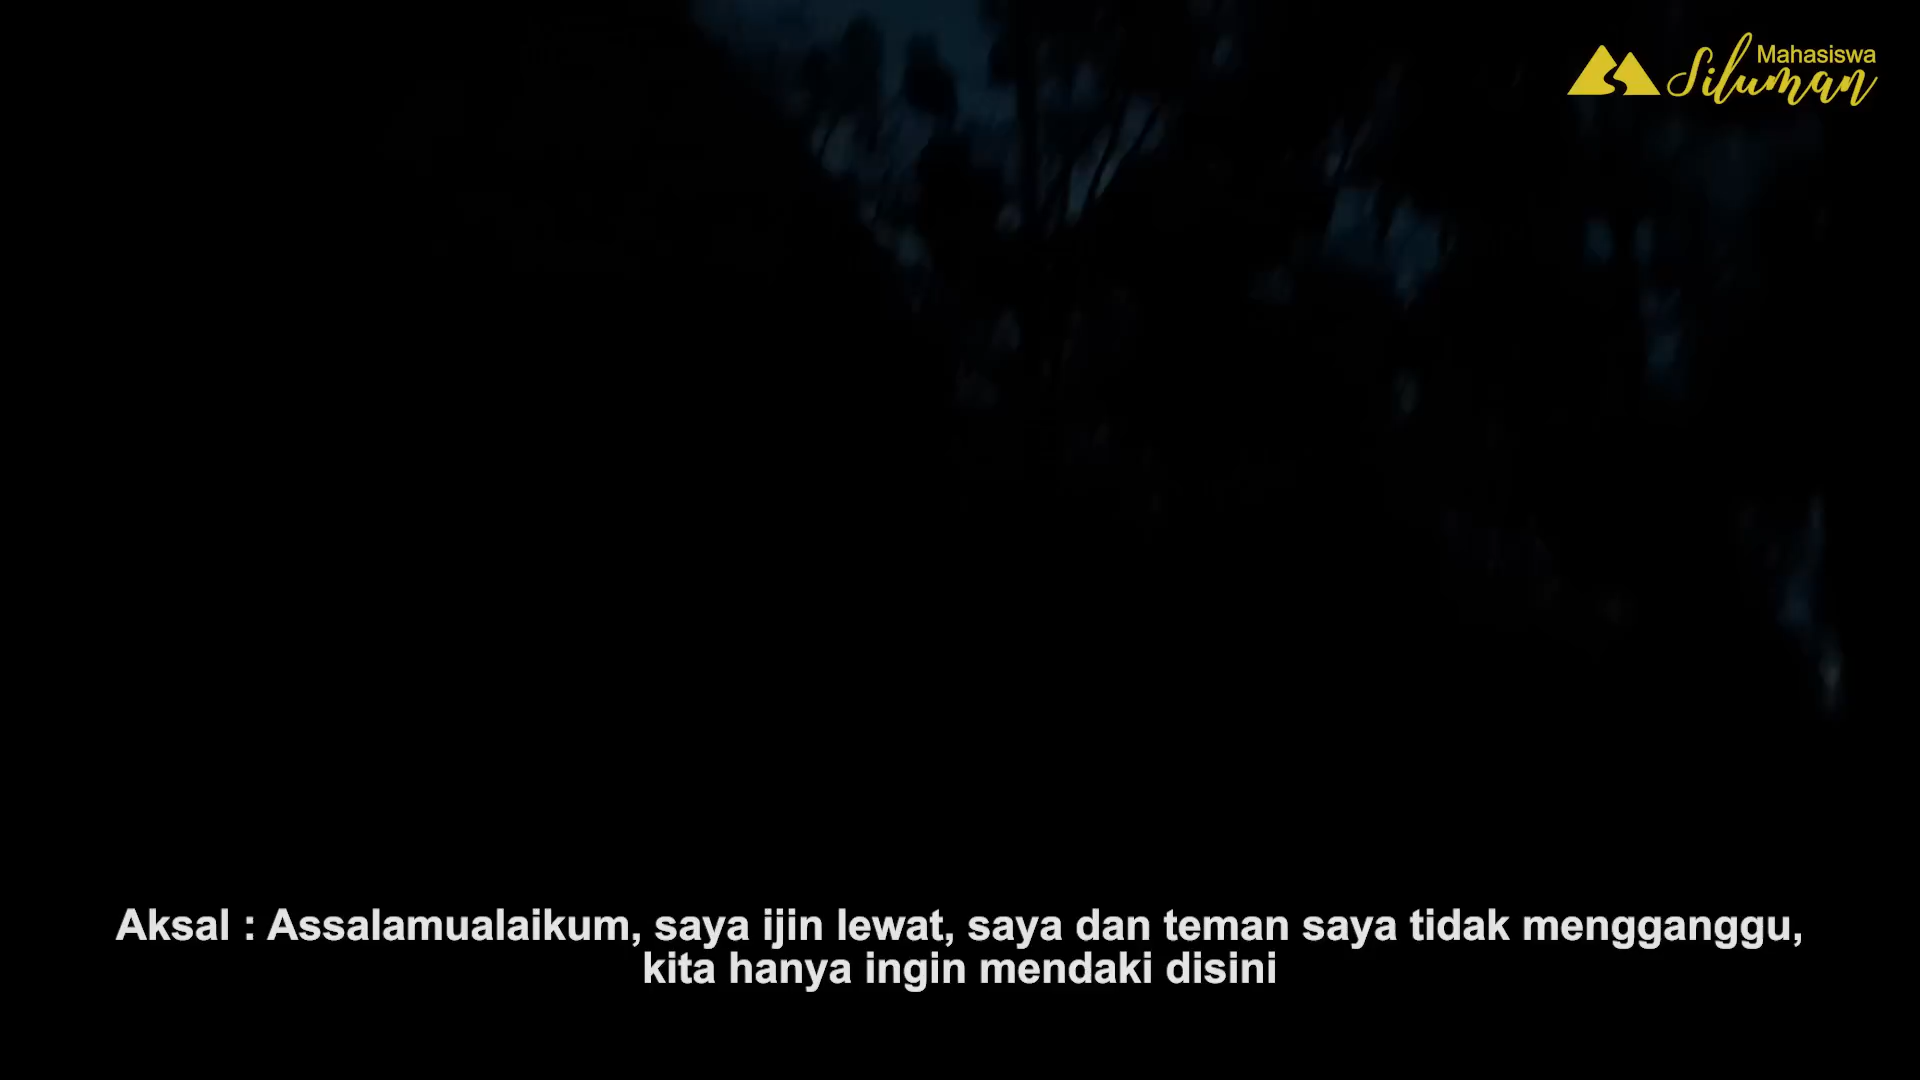 Mahasiswa
Siluman
Aksal : Assalamualaikum, saya ijin lewat, saya dan teman saya tidak mengganggu,
kita hanya ingin mendaki disini